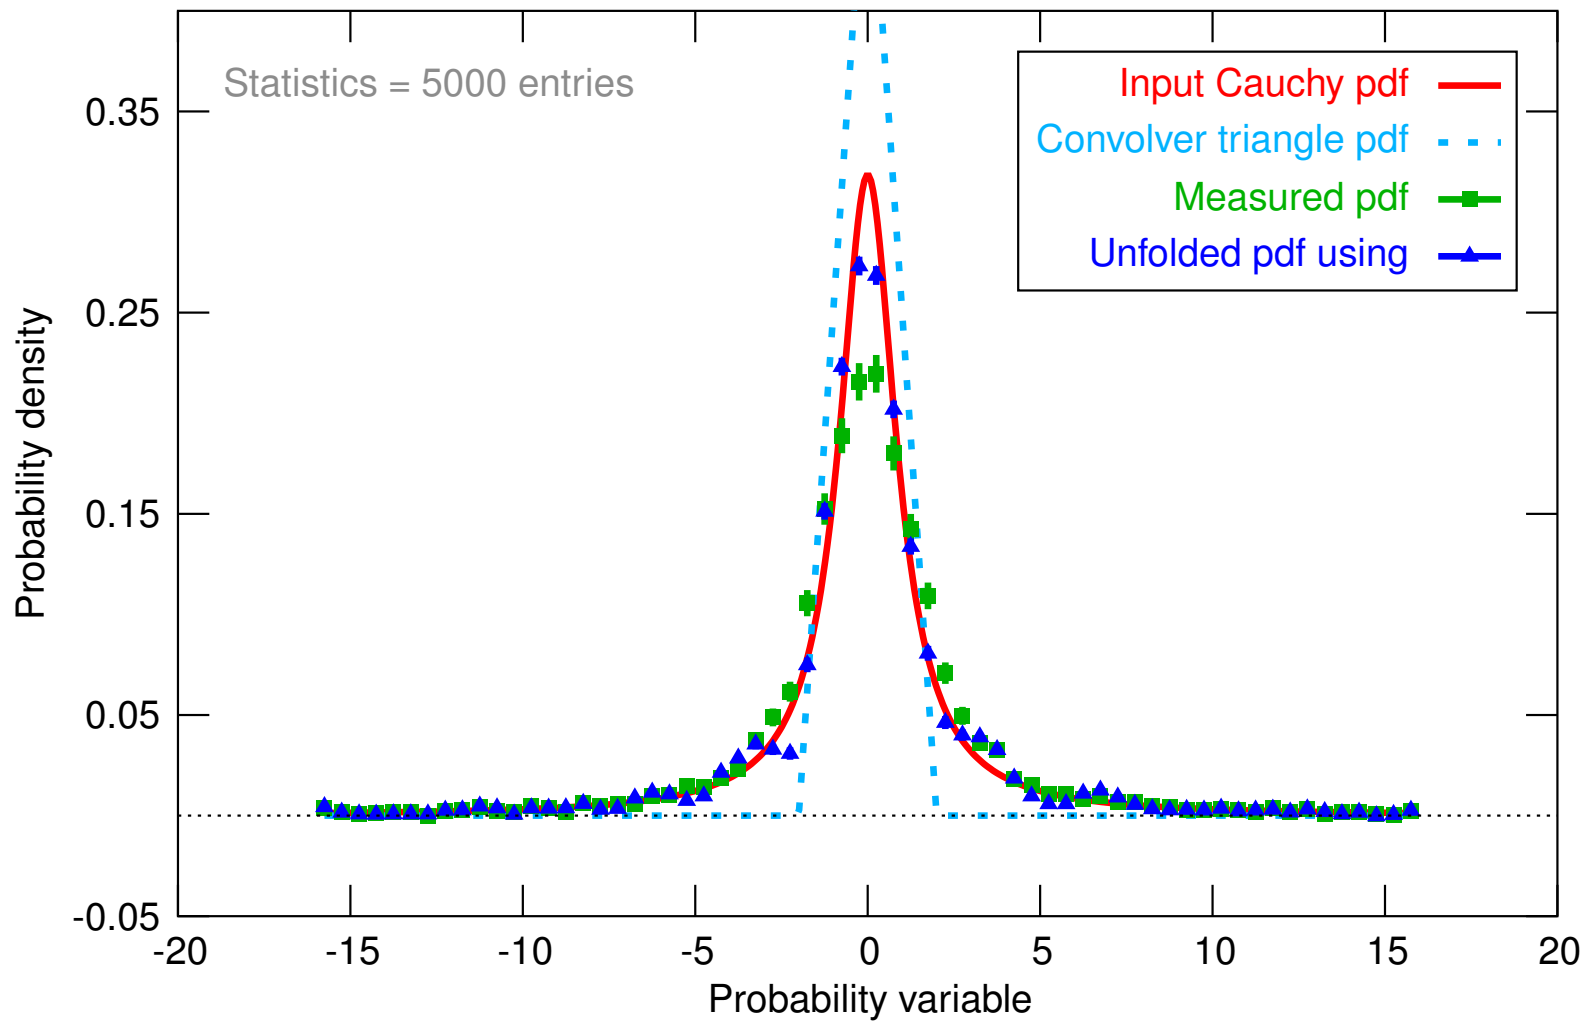 Statistics = 5000 entries
Input Cauchy pdf
Convolver triangle pdf
Measured pdf
Unfolded pdf using
0.35
0.25
0.15
0.05
-0.05
Probability density
-20
-15
-10
-5
0
5
10
15
20
Probability variable